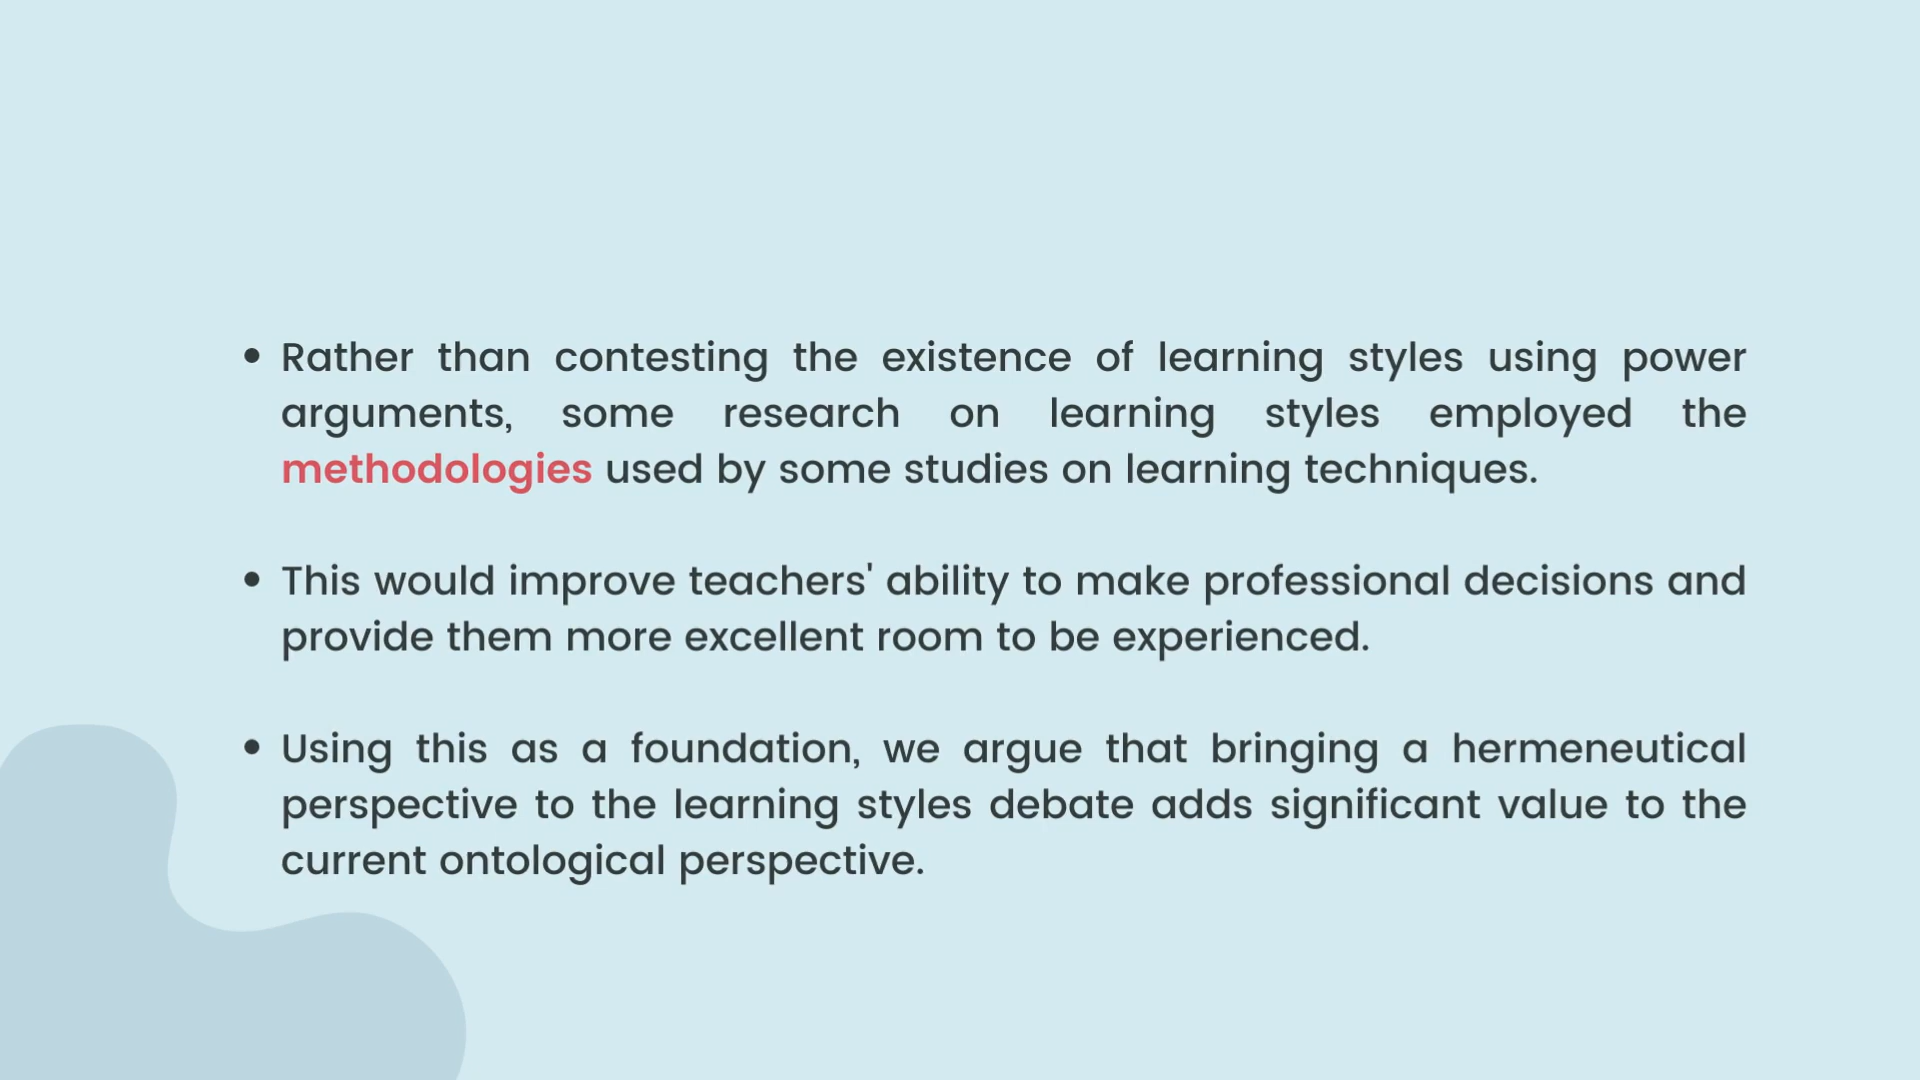 • Rather than contesting the existence of learning styles using power
arguments, some research on learning styles employed the
methodologies used by some studies on learning techniques.
• This would improve teachers' ability to make professional decisions and
provide them more excellent room to be experienced.
• Using this as a foundation, we argue that bringing a hermeneutical
perspective to the learning styles debate adds significant value to the
current ontological perspective.